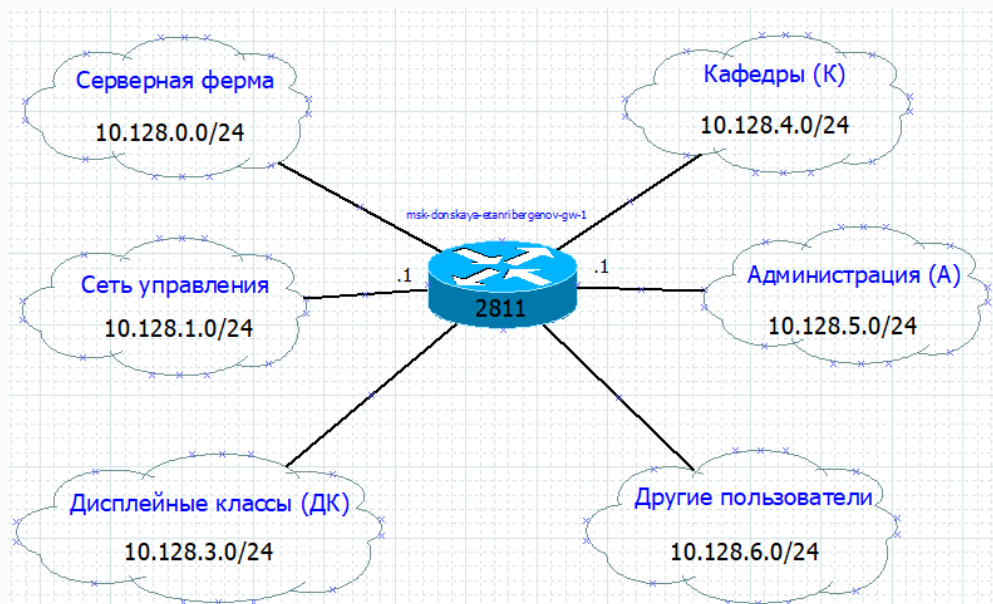 Серверная ферма
10.128.0.0/24
Кафедры (К)
10.128.4.0/24
msk-donskaya-etanribergenov-gw-1
Сеть управления
10.128.1.0/24
.1
.1
2811
Администрация (А)
10.128.5.0/24
Дисплейные классы (ДК)
10.128.3.0/24
Другие пользователи
10.128.6.0/24